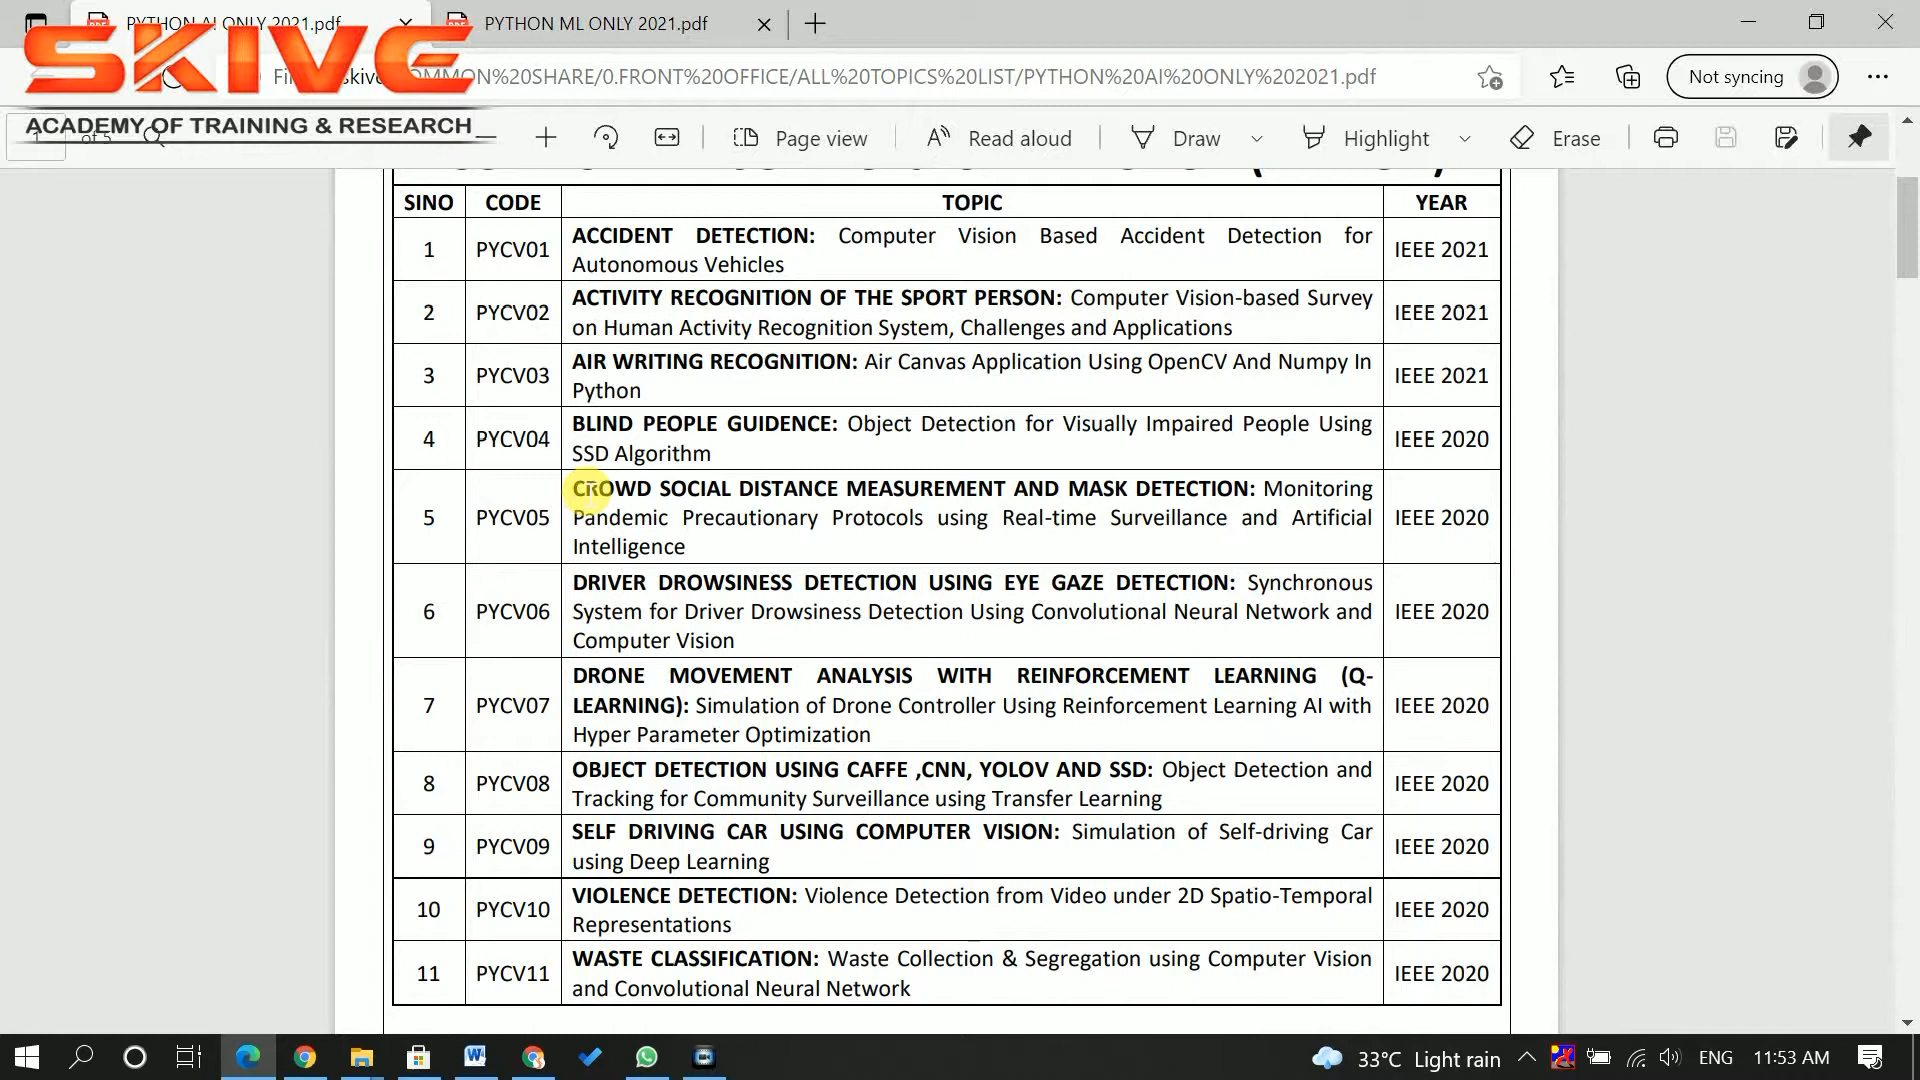 PYTHON AI ONLY 2021.pdf
PYTHON ML ONLY 2021.pdf
SKIVE
OMMON%20SHARE/0.FRONT%20OFFICE/ALL%20TOPICS%20LIST/PYTHON%20AI%20ONLY%202021.pdf
Not syncing
ACADEMY OF TRAINING & RESEARCH
1 of 5
Page view
Read aloud
Draw
Highlight
Erase
SINO CODE TOPIC YEAR
1 PYCV01 ACCIDENT DETECTION: Computer Vision Based Accident Detection for
Autonomous Vehicles IEEE 2021
2 PYCV02 ACTIVITY RECOGNITION OF THE SPORT PERSON: Computer Vision-based Survey
on Human Activity Recognition System, Challenges and Applications IEEE 2021
3 PYCV03 AIR WRITING RECOGNITION: Air Canvas Application Using OpenCV And Numpy In
Python IEEE 2021
4 PYCV04 BLIND PEOPLE GUIDENCE: Object Detection for Visually Impaired People Using
SSD Algorithm IEEE 2020
CROWD SOCIAL DISTANCE MEASUREMENT AND MASK DETECTION: Monitoring
5 PYCV05 Pandemic Precautionary Protocols using Real-time Surveillance and Artificial IEEE 2020
Intelligence
DRIVER DROWSINESS DETECTION USING EYE GAZE DETECTION: Synchronous
6 PYCV06 System for Driver Drowsiness Detection Using Convolutional Neural Network and IEEE 2020
Computer Vision
DRONE MOVEMENT ANALYSIS WITH REINFORCEMENT LEARNING (Q-
7 PYCV07 LEARNING): Simulation of Drone Controller Using Reinforcement Learning AI with IEEE 2020
Hyper Parameter Optimization
8 PYCV08 OBJECT DETECTION USING CAFFE ,CNN, YOLOV AND SSD: Object Detection and
Tracking for Community Surveillance using Transfer Learning IEEE 2020
9 PYCV09 SELF DRIVING CAR USING COMPUTER VISION: Simulation of Self-driving Car
using Deep Learning IEEE 2020
10 PYCV10 VIOLENCE DETECTION: Violence Detection from Video under 2D Spatio-Temporal
Representations IEEE 2020
11 PYCV11 WASTE CLASSIFICATION: Waste Collection & Segregation using Computer Vision
and Convolutional Neural Network IEEE 2020
33°C Light rain ENG 11:53 AM